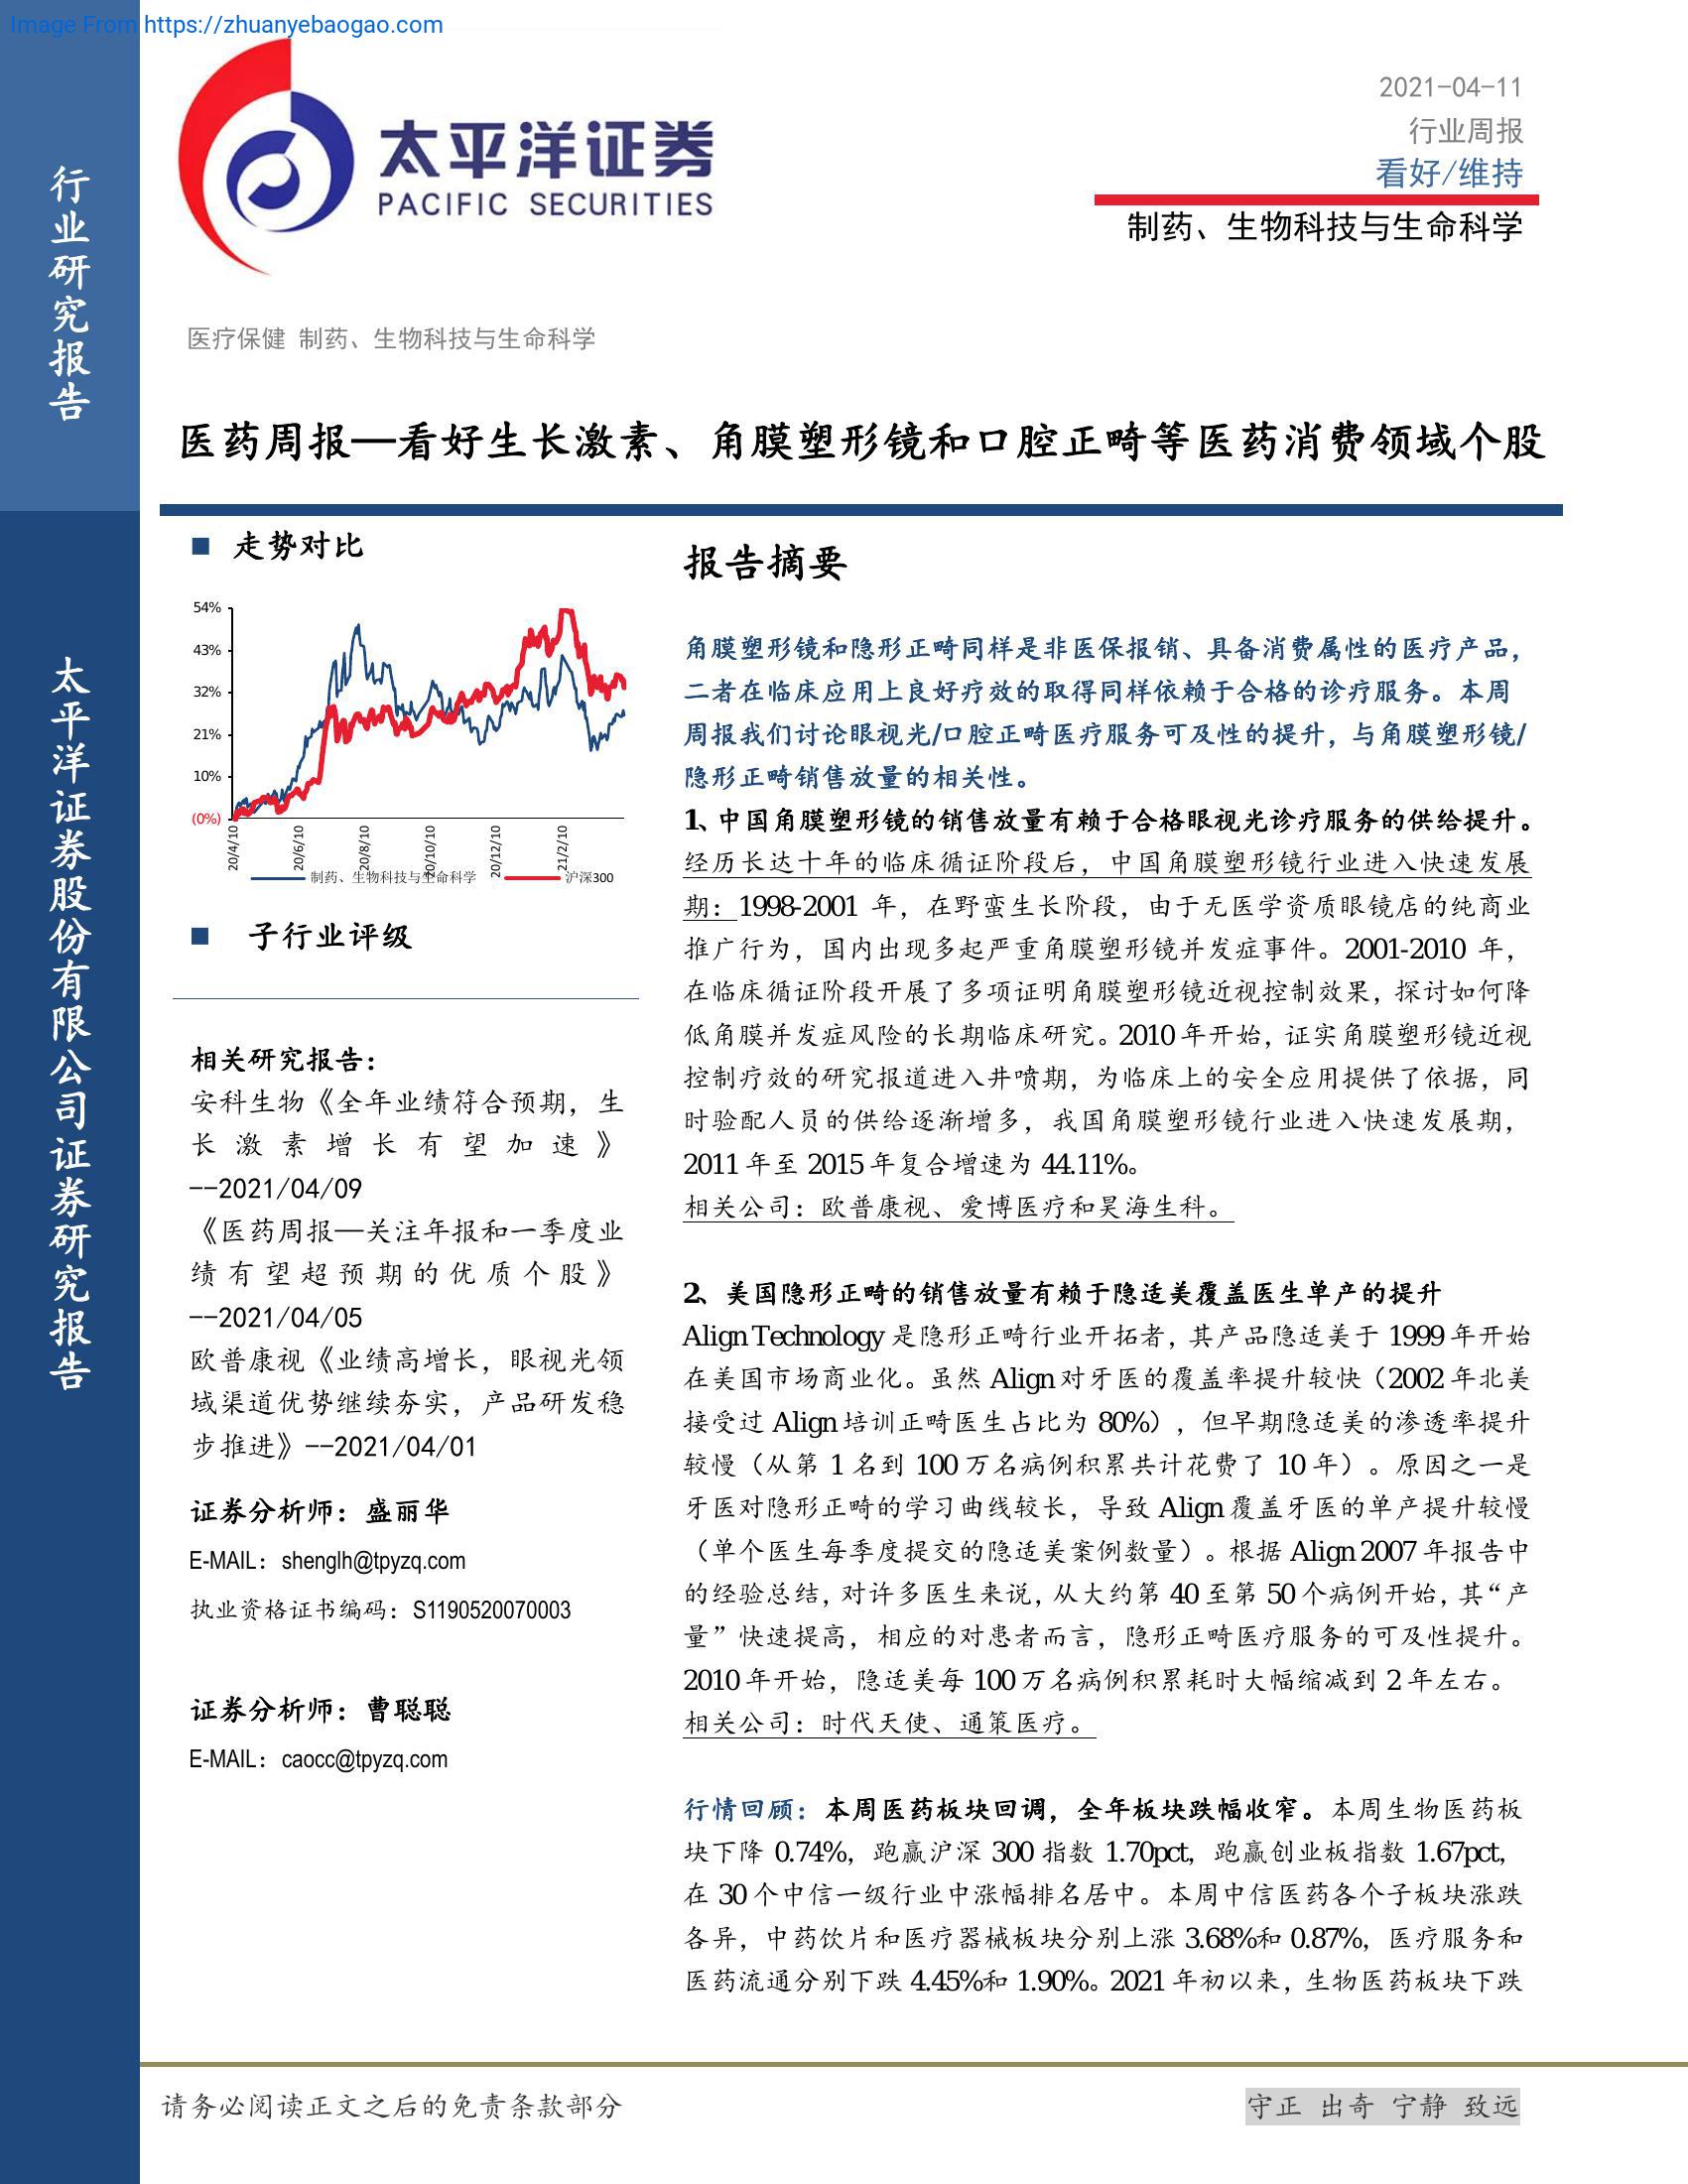 Image From https://zhuanyebaogao.com
行业研究报告
太平洋证券股份有限公司证券研究报告
太平洋证券
PACIFIC SECURITIES
2021-04-11
行业周报
看好/维持
制药、生物科技与生命科学
医疗保健 制药、生物科技与生命科学
医药周报—看好生长激素、角膜塑形镜和口腔正畸等医药消费领域个股
■ 走势对比
54%
43%
32%
21%
10%
(0%)
20/4/10
20/6/10
20/8/10
20/10/10
20/12/10
21/2/10
制药、生物科技与生命科学
沪深300
■ 子行业评级
相关研究报告：
安科生物《全年业绩符合预期，生
长激素增长有望加速》
--2021/04/09
《医药周报—关注年报和一季度业
绩有望超预期的优质个股》
--2021/04/05
欧普康视《业绩高增长，眼视光领
域渠道优势继续夯实，产品研发稳
步推进》--2021/04/01
证券分析师：盛丽华
E-MAIL：shenglh@tpyzq.com
执业资格证书编码：S1190520070003
证券分析师：曹聪聪
E-MAIL：caocc@tpyzq.com
报告摘要
角膜塑形镜和隐形正畸同样是非医保报销、具备消费属性的医疗产品，
二者在临床应用上良好疗效的取得同样依赖于合格的诊疗服务。本周
周报我们讨论眼视光/口腔正畸医疗服务可及性的提升，与角膜塑形镜/
隐形正畸销售放量的相关性。
1、中国角膜塑形镜的销售放量有赖于合格眼视光诊疗服务的供给提升。
经历长达十年的临床循证阶段后，中国角膜塑形镜行业进入快速发展
期：1998-2001 年，在野蛮生长阶段，由于无医学资质眼镜店的纯商业
推广行为，国内出现多起严重角膜塑形镜并发症事件。2001-2010 年，
在临床循证阶段开展了多项证明角膜塑形镜近视控制效果，探讨如何降
低角膜并发症风险的长期临床研究。2010 年开始，证实角膜塑形镜近视
控制疗效的研究报道进入井喷期，为临床上的安全应用提供了依据，同
时验配人员的供给逐渐增多，我国角膜塑形镜行业进入快速发展期，
2011 年至 2015 年复合增速为 44.11%。
相关公司：欧普康视、爱博医疗和昊海生科。
2、美国隐形正畸的销售放量有赖于隐适美覆盖医生单产的提升
Align Technology 是隐形正畸行业开拓者，其产品隐适美于 1999 年开始
在美国市场商业化。虽然 Align 对牙医的覆盖率提升较快（2002 年北美
接受过 Align 培训正畸医生占比为 80%），但早期隐适美的渗透率提升
较慢（从第 1 名到 100 万名病例积累共计花费了 10 年）。原因之一是
牙医对隐形正畸的学习曲线较长，导致 Align 覆盖牙医的单产提升较慢
（单个医生每季度提交的隐适美案例数量）。根据 Align 2007 年报告中
的经验总结，对许多医生来说，从大约第 40 至第 50 个病例开始，其“产
量”快速提高，相应的对患者而言，隐形正畸医疗服务的可及性提升。
2010 年开始，隐适美每 100 万名病例积累耗时大幅缩减到 2 年左右。
相关公司：时代天使、通策医疗。
行情回顾：本周医药板块回调，全年板块跌幅收窄。本周生物医药板
块下降 0.74%，跑赢沪深 300 指数 1.70pct，跑赢创业板指数 1.67pct，
在 30 个中信一级行业中涨幅排名居中。本周中信医药各个子板块涨跌
各异，中药饮片和医疗器械板块分别上涨 3.68%和 0.87%，医疗服务和
医药流通分别下跌 4.45%和 1.90%。2021 年初以来，生物医药板块下跌
请务必阅读正文之后的免责条款部分
守正 出奇 宁静 致远